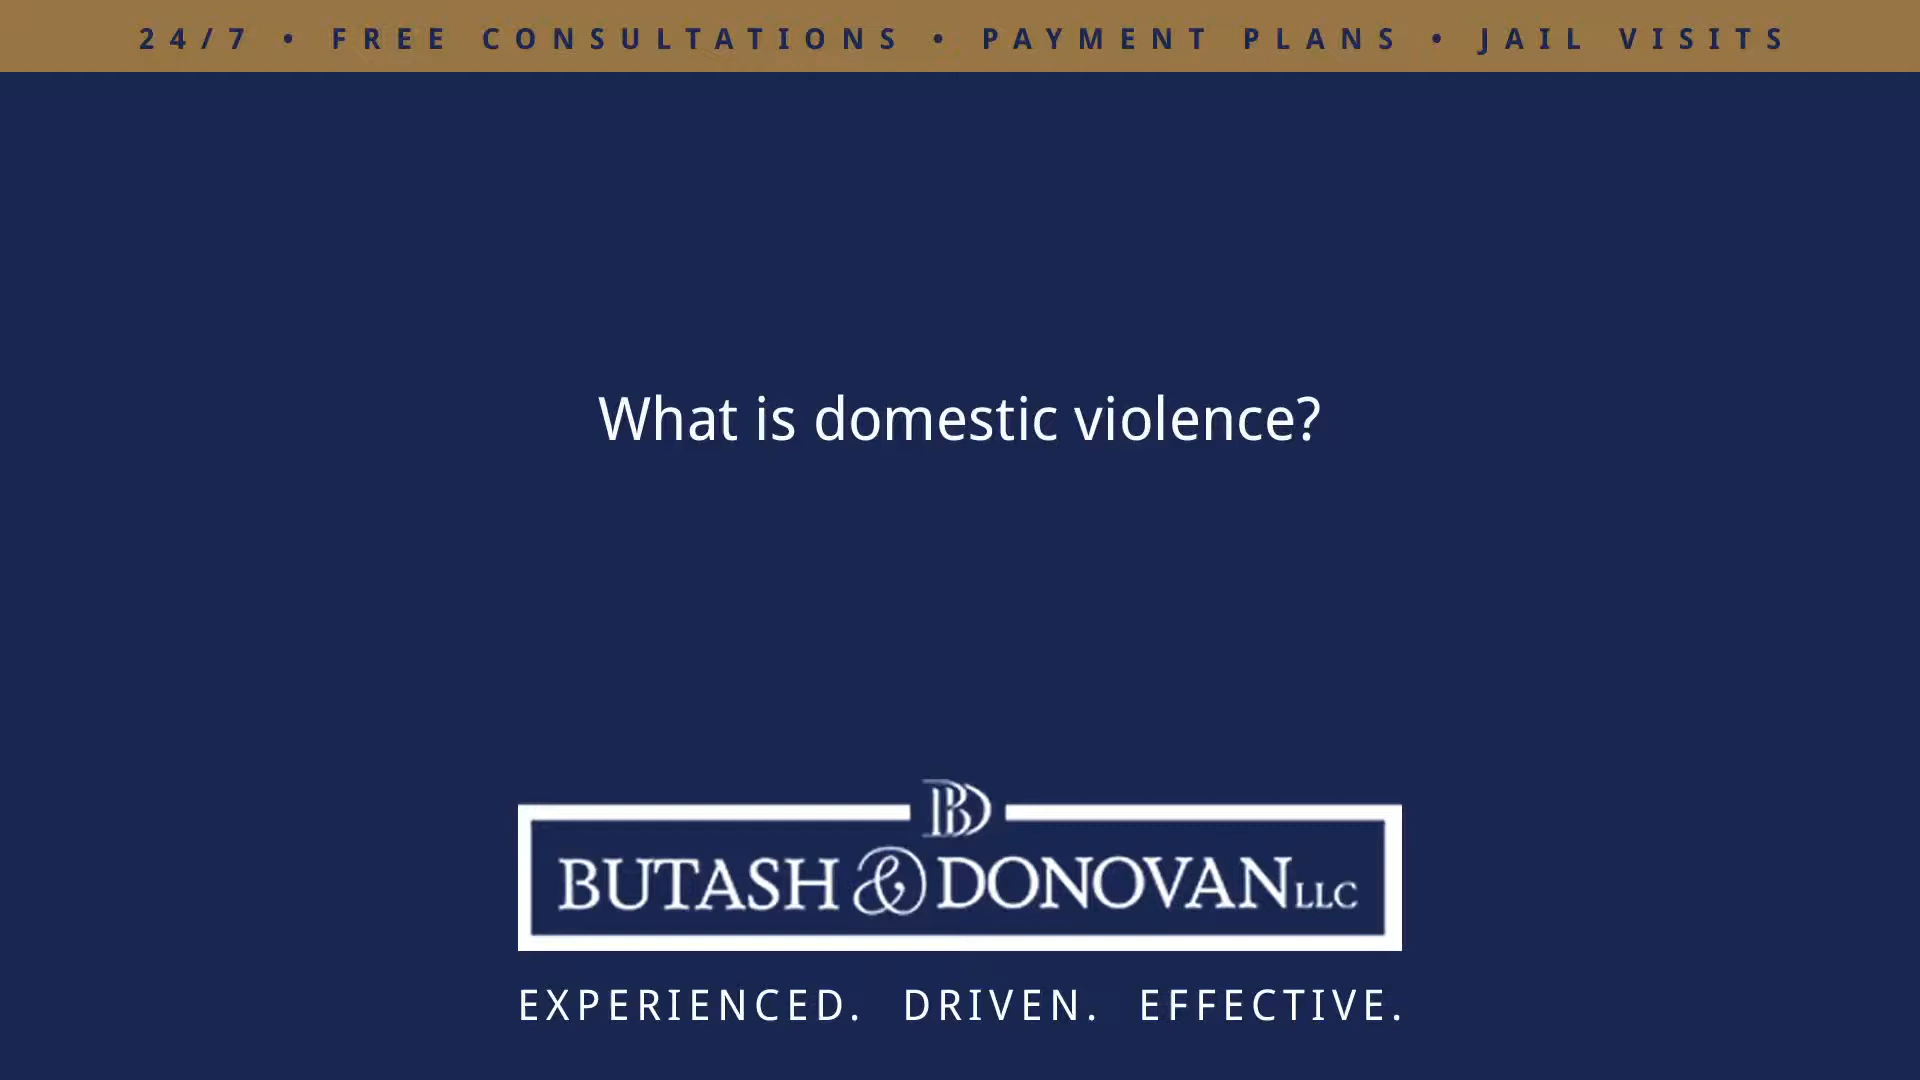 24/7 • FREE CONSULTATIONS • PAYMENT PLANS • JAIL VISITS
What is domestic violence?
BD
BUTASH & DONOVAN LLC
EXPERIENCED. DRIVEN. EFFECTIVE.